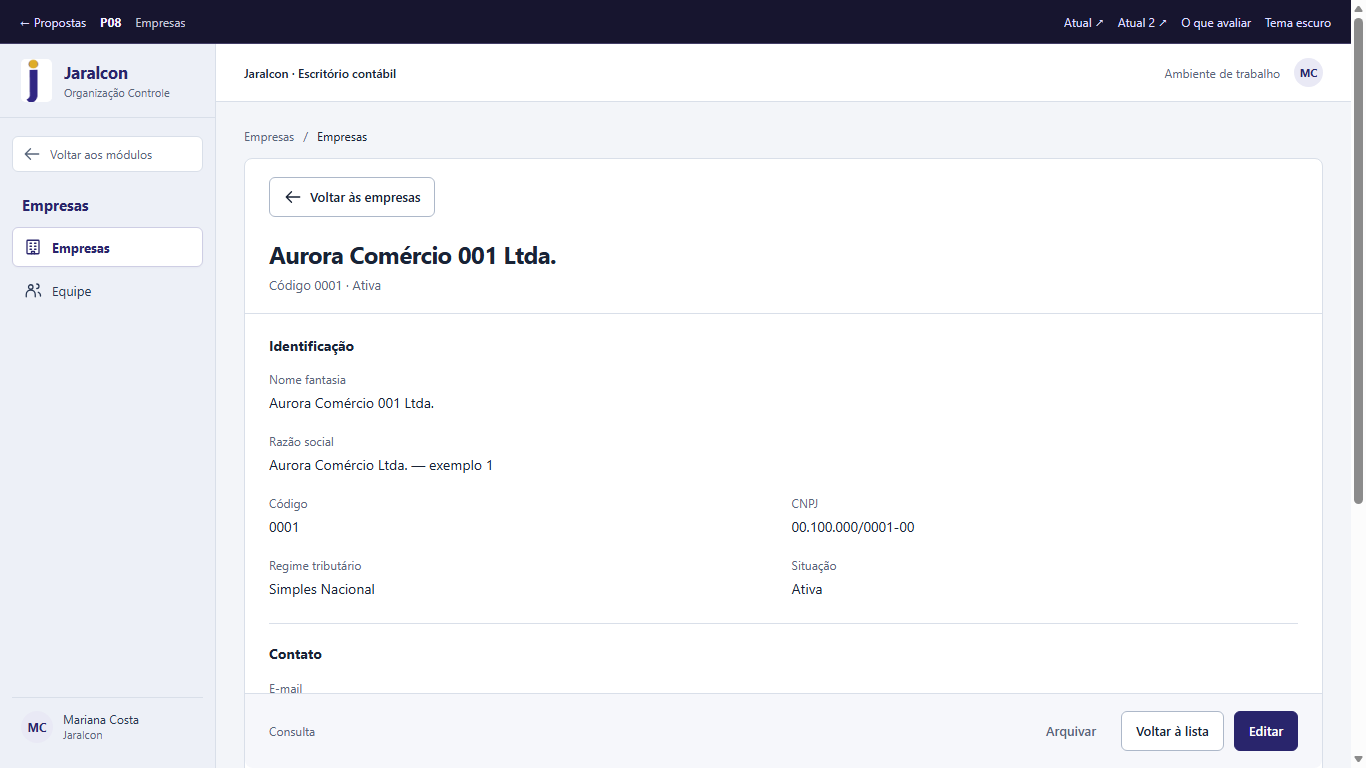 ← Propostas P08 Empresas Atual ↗ Atual 2 ↗ O que avaliar Tema escuro
Jaralcon
Organização Controle
Jaralcon · Escritório contábil Ambiente de trabalho MC
← Voltar aos módulos
Empresas
Empresas
Equipe
Mariana Costa
MC
Jaralcon
Empresas / Empresas
← Voltar às empresas
Aurora Comércio 001 Ltda.
Código 0001 · Ativa
Identificação
Nome fantasia
Aurora Comércio 001 Ltda.
Razão social
Aurora Comércio Ltda. — exemplo 1
Código CNPJ
0001 00.100.000/0001-00
Regime tributário Situação
Simples Nacional Ativa
Contato
E-mail
Consulta Arquivar Voltar à lista Editar